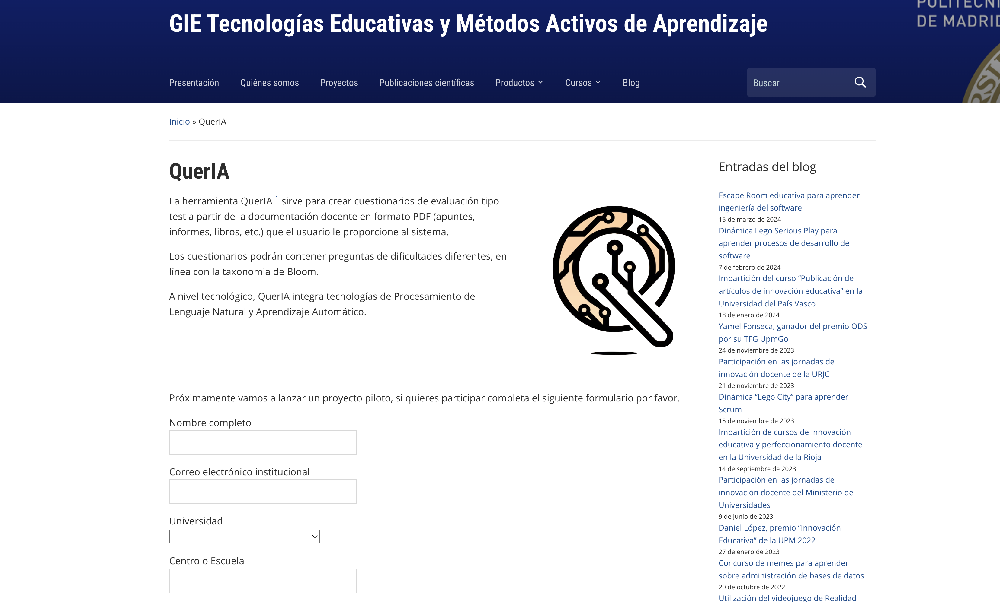 POLITÉCNI
DE MADRID
GIE Tecnologías Educativas y Métodos Activos de Aprendizaje
Presentación Quiénes somos Proyectos Publicaciones científicas Productos Cursos Blog Buscar
Inicio » QuerIA
QuerIA
La herramienta QuerIA 1 sirve para crear cuestionarios de evaluación tipo
test a partir de la documentación docente en formato PDF (apuntes,
informes, libros, etc.) que el usuario le proporcione al sistema.
Los cuestionarios podrán contener preguntas de dificultades diferentes, en
línea con la taxonomia de Bloom.
A nivel tecnológico, QuerIA integra tecnologías de Procesamiento de
Lenguaje Natural y Aprendizaje Automático.
Próximamente vamos a lanzar un proyecto piloto, si quieres participar completa el siguiente formulario por favor.
Nombre completo
Correo electrónico institucional
Universidad
Centro o Escuela
Entradas del blog
Escape Room educativa para aprender
ingeniería del software
15 de marzo de 2024
Dinámica Lego Serious Play para
aprender procesos de desarrollo de
software
7 de febrero de 2024
Impartición del curso “Publicación de
artículos de innovación educativa” en la
Universidad del País Vasco
18 de enero de 2024
Yamel Fonseca, ganador del premio ODS
por su TFG UpmGo
24 de noviembre de 2023
Participación en las jornadas de
innovación docente de la URJC
21 de noviembre de 2023
Dinámica “Lego City” para aprender
Scrum
15 de noviembre de 2023
Impartición de cursos de innovación
educativa y perfeccionamiento docente
en la Universidad de la Rioja
14 de septiembre de 2023
Participación en las jornadas de
innovación docente del Ministerio de
Universidades
9 de junio de 2023
Daniel López, premio “Innovación
Educativa” de la UPM 2022
27 de enero de 2023
Concurso de memes para aprender
sobre administración de bases de datos
20 de octubre de 2022
Utilización del videojuego de Realidad